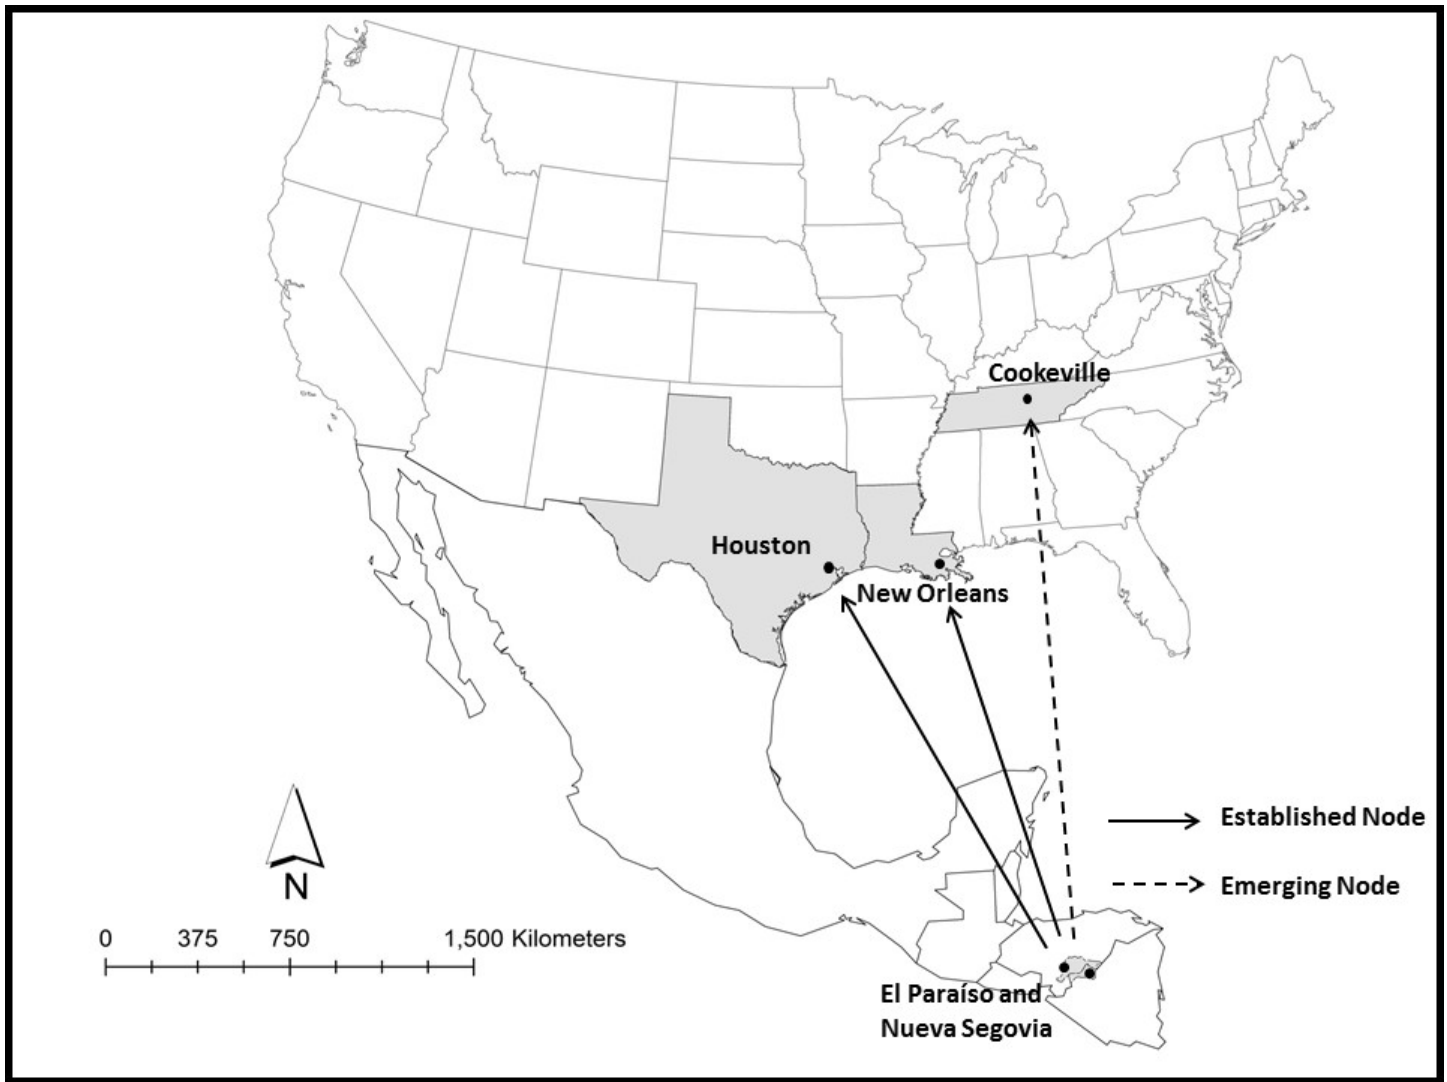 Cookeville
Houston
New Orleans
Established Node
Emerging Node
N
0 375 750 1,500 Kilometers
El Paraíso and
Nueva Segovia